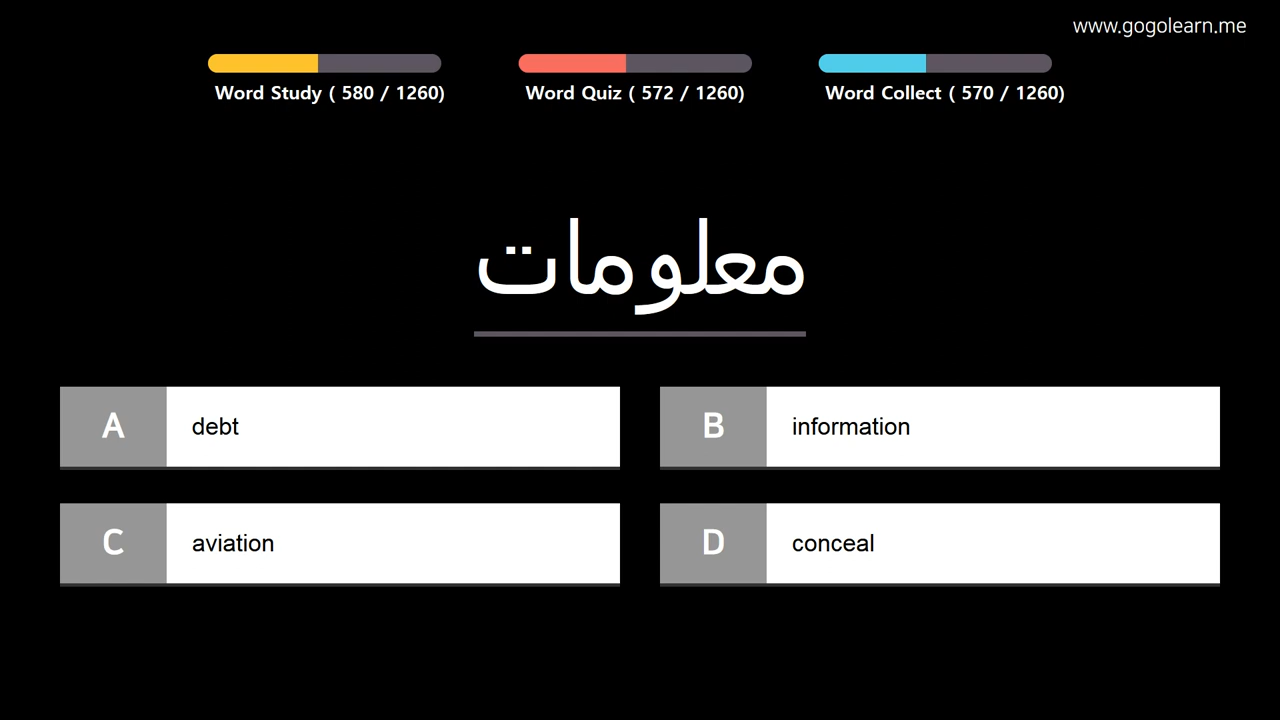 www.gogolearn.me
Word Study ( 580 / 1260)
Word Quiz ( 572 / 1260)
Word Collect ( 570 / 1260)
معلومات
A debt
B information
C aviation
D conceal